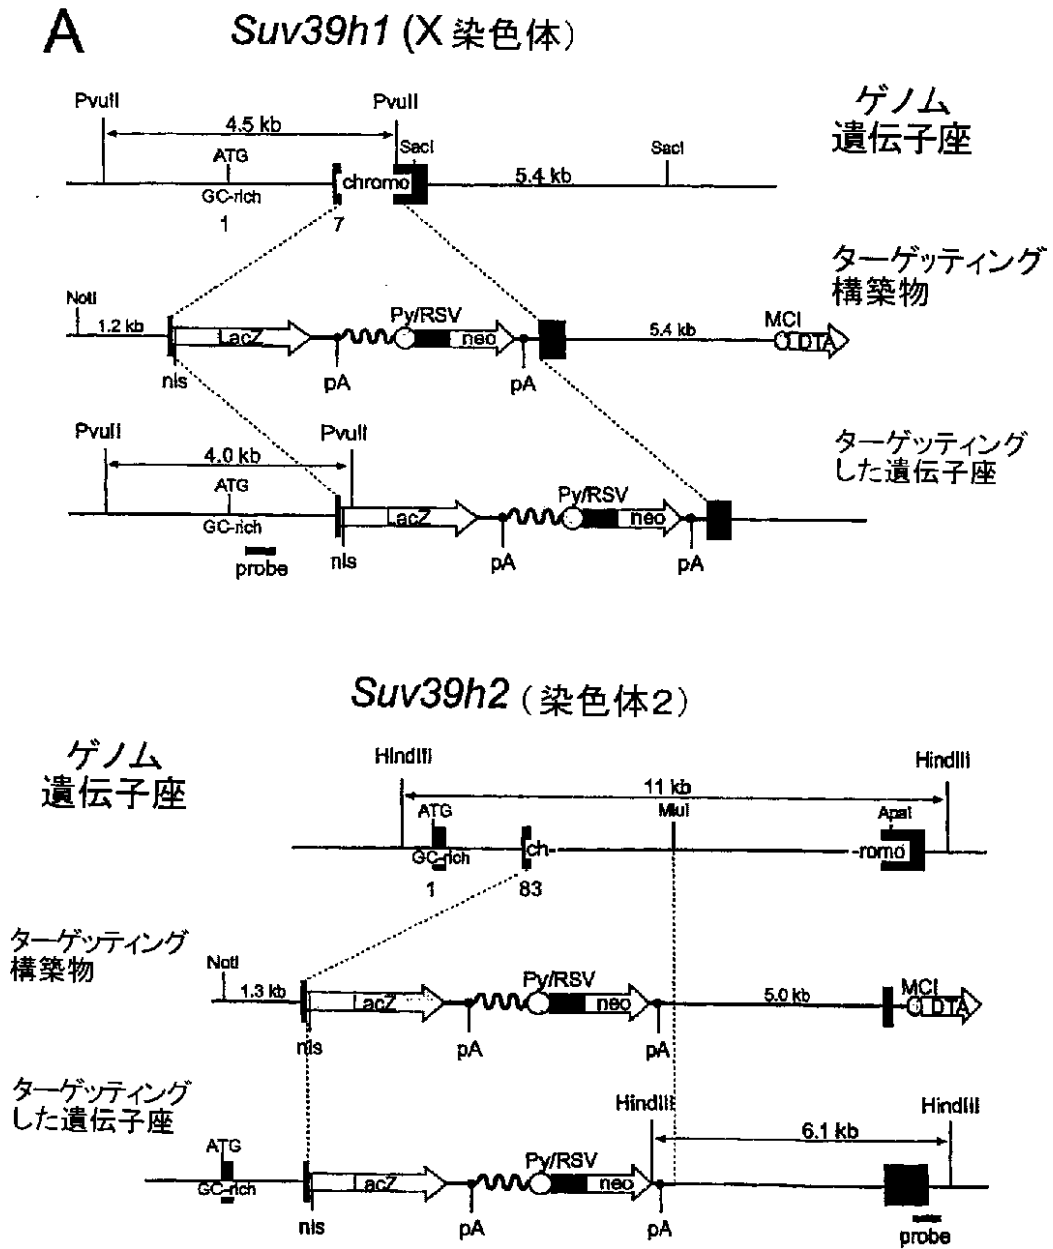 A
Suv39h1 (X 染色体)
PvuII
PvuII
ゲノム
遺伝子座
4.5 kb
ATG
SacI
SacI
chromo
5.4 kb
GC-rich
1
7
ターゲッティング
構築物
NotI
1.2 kb
LacZ
Py/RSV
neo
5.4 kb
MCI
DTA
nls
pA
pA
PvuII
PvuII
ターゲッティング
した遺伝子座
4.0 kb
ATG
GC-rich
LacZ
Py/RSV
neo
probe
nls
pA
pA
Suv39h2 (染色体2)
ゲノム
遺伝子座
HindIII
HindIII
11 kb
ATG
MluI
ApaI
GC-rich
ch-
-romo
1
83
ターゲッティング
構築物
NotI
1.3 kb
LacZ
Py/RSV
neo
5.0 kb
MCI
DTA
nls
pA
pA
ターゲッティング
した遺伝子座
HindIII
HindIII
6.1 kb
ATG
GC-rich
LacZ
Py/RSV
neo
nls
pA
pA
probe